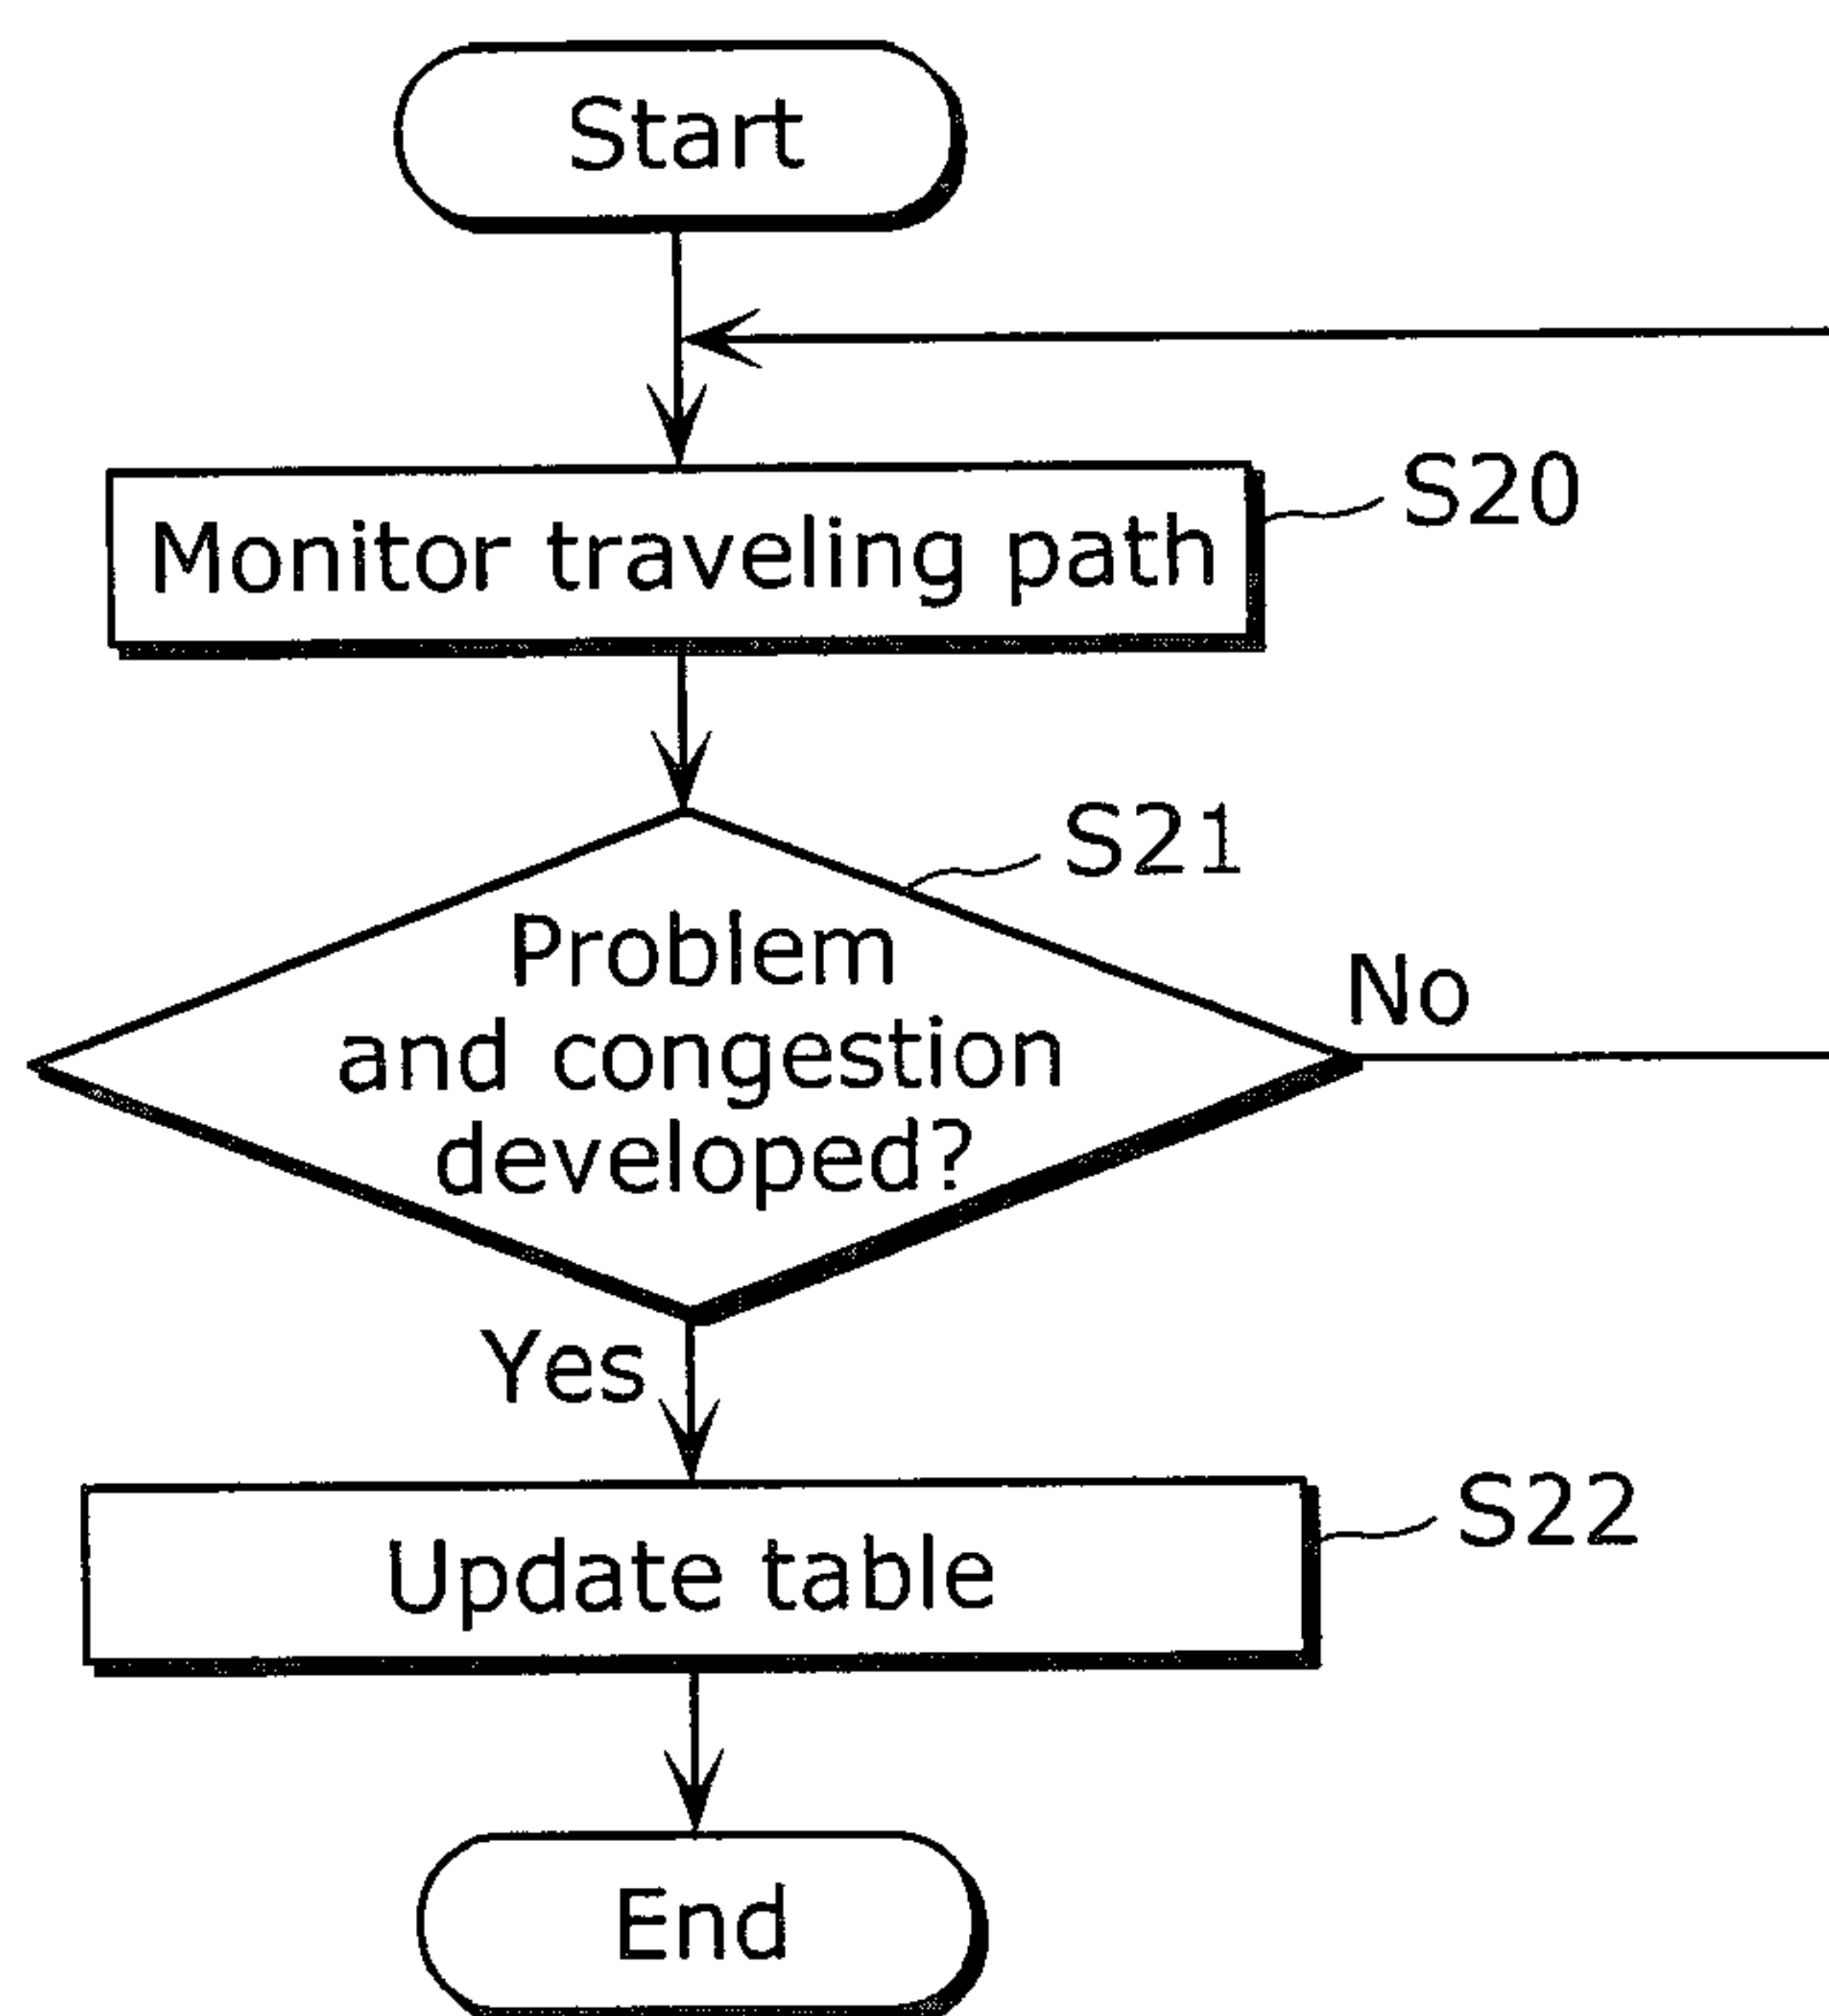 Start
S20
Monitor traveling path
S21
Problem
and congestion
developed?
No
Yes
S22
Update table
End